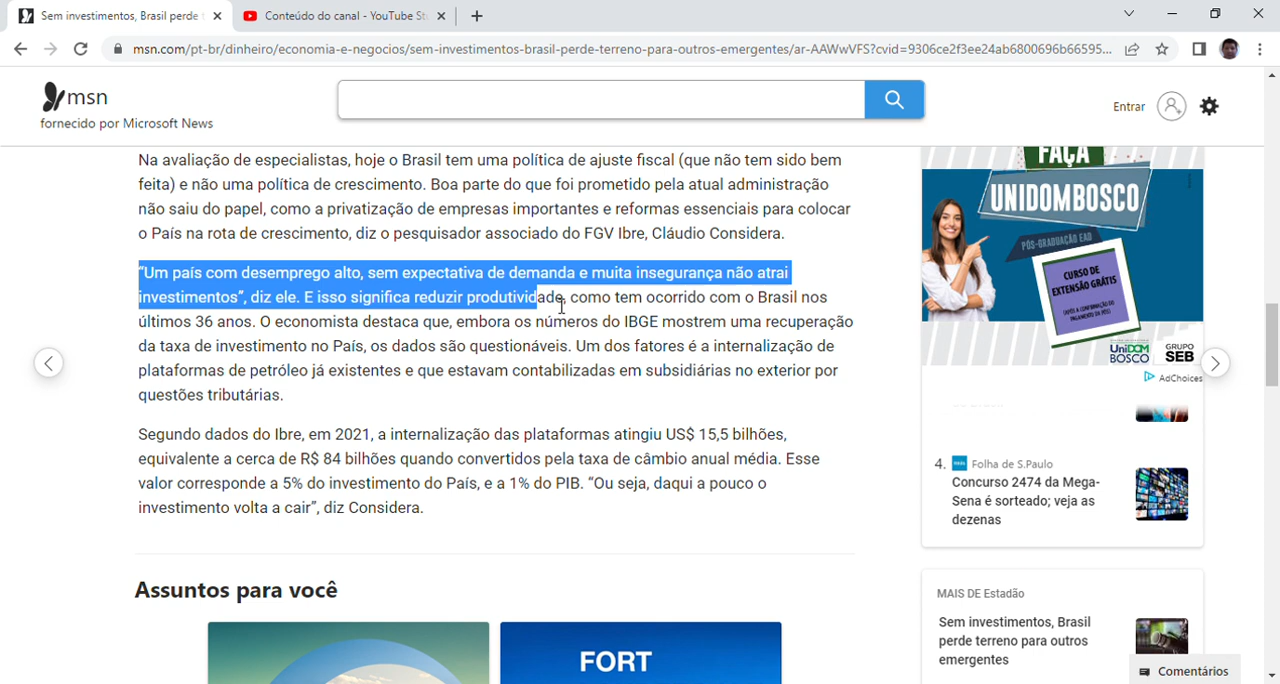 Sem investimentos, Brasil perde t
Conteúdo do canal - YouTube St
msn.com/pt-br/dinheiro/economia-e-negocios/sem-investimentos-brasil-perde-terreno-para-outros-emergentes/ar-AAWwVFS?cvid=9306ce2f3ee24ab6800696b66595...
msn
fornecido por Microsoft News
Entrar
Na avaliação de especialistas, hoje o Brasil tem uma política de ajuste fiscal (que não tem sido bem
feita) e não uma política de crescimento. Boa parte do que foi prometido pela atual administração
não saiu do papel, como a privatização de empresas importantes e reformas essenciais para colocar
o País na rota de crescimento, diz o pesquisador associado do FGV Ibre, Cláudio Considera.
“Um país com desemprego alto, sem expectativa de demanda e muita insegurança não atrai
investimentos”, diz ele. E isso significa reduzir produtividade, como tem ocorrido com o Brasil nos
últimos 36 anos. O economista destaca que, embora os números do IBGE mostrem uma recuperação
da taxa de investimento no País, os dados são questionáveis. Um dos fatores é a internalização de
plataformas de petróleo já existentes e que estavam contabilizadas em subsidiárias no exterior por
questões tributárias.
Segundo dados do Ibre, em 2021, a internalização das plataformas atingiu US$ 15,5 bilhões,
equivalente a cerca de R$ 84 bilhões quando convertidos pela taxa de câmbio anual média. Esse
valor corresponde a 5% do investimento do País, e a 1% do PIB. “Ou seja, daqui a pouco o
investimento volta a cair”, diz Considera.
Assuntos para você
FORT
FAÇA
UNIDOMBOSCO
PÓS-GRADUAÇÃO EAD
CURSO DE
EXTENSÃO GRÁTIS
(APÓS A CONFIRMAÇÃO DO
PAGAMENTO DA PÓS)
UniDOM
BOSCO
GRUPO
SEB
AdChoices
4. Folha de S.Paulo
Concurso 2474 da Mega-
Sena é sorteado; veja as
dezenas
MAIS DE Estadão
Sem investimentos, Brasil
perde terreno para outros
emergentes
Comentários